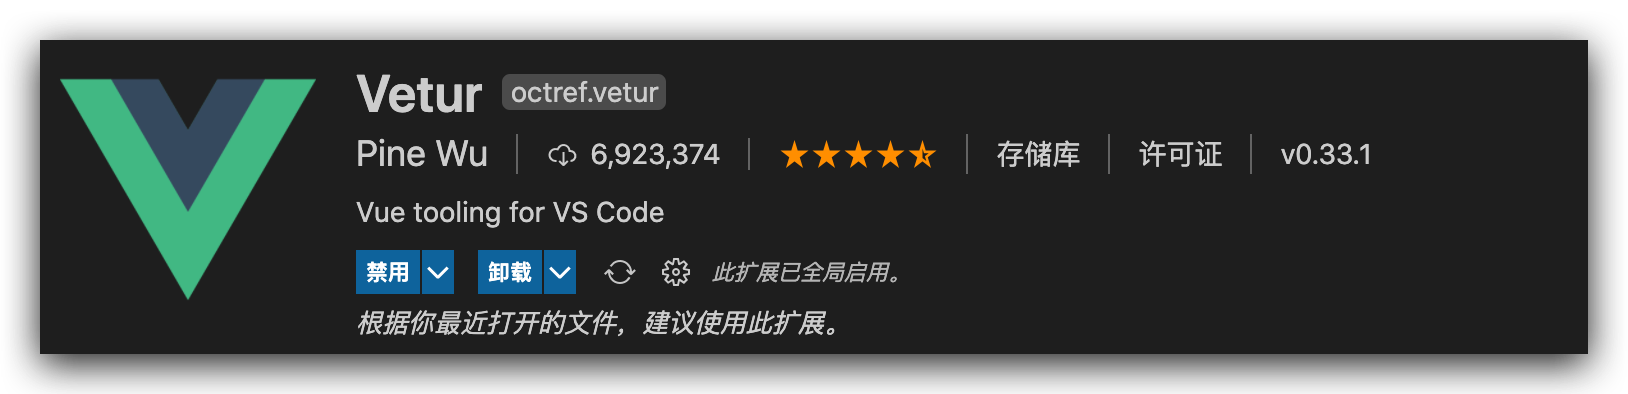 Vetur octref.vetur
Pine Wu 6,923,374 存储库 许可证 v0.33.1
Vue tooling for VS Code
禁用 卸载 此扩展已全局启用。
根据你最近打开的文件，建议使用此扩展。